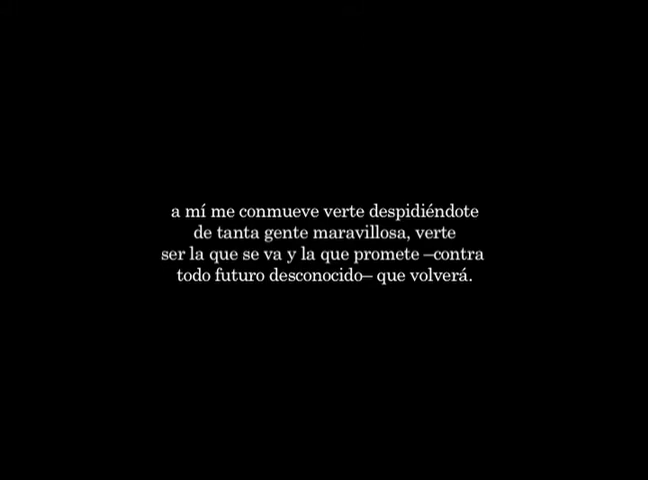 a mí me conmueve verte despidiéndote
de tanta gente maravillosa, verte
ser la que se va y la que promete –contra
todo futuro desconocido– que volverá.